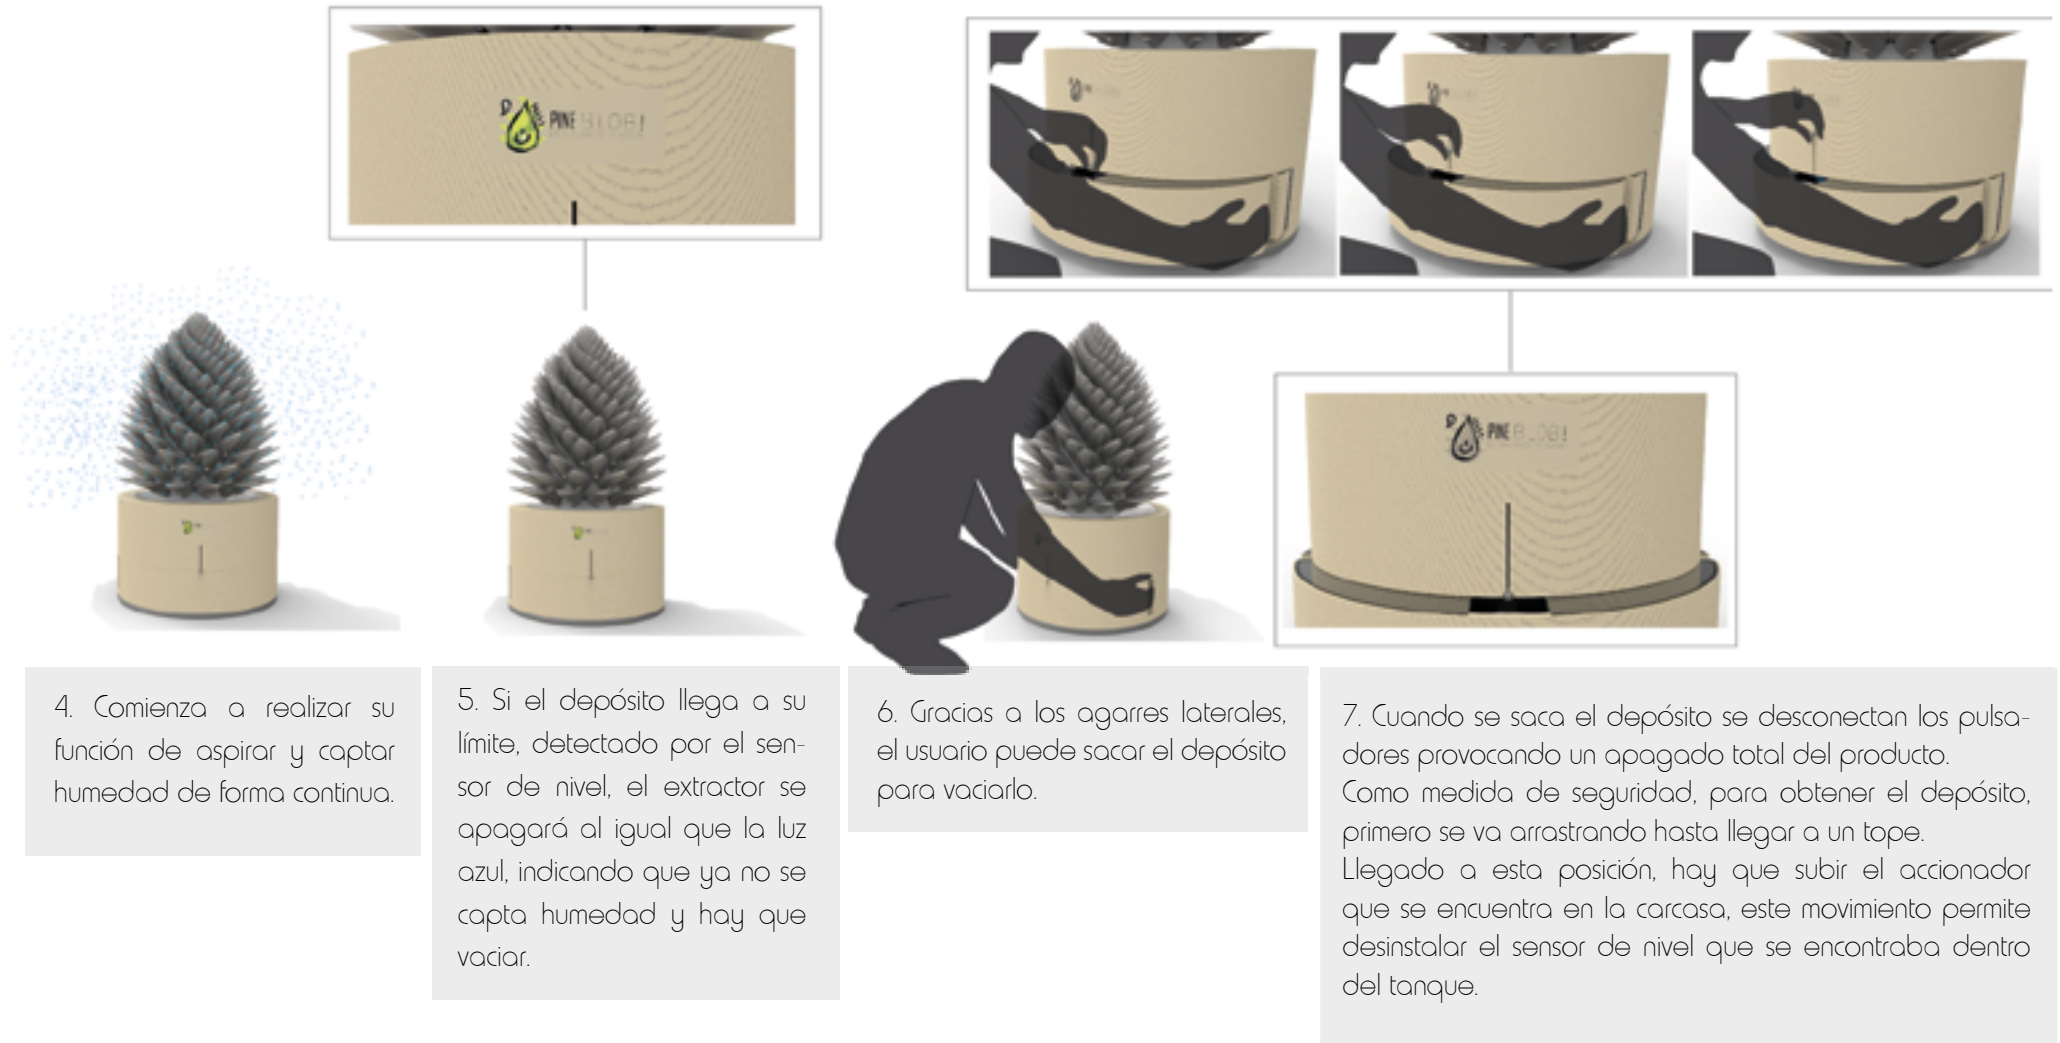 PINE BLOB!
PINE BLOB!
4. Comienza a realizar su
función de aspirar y captar
humedad de forma continua.
5. Si el depósito llega a su
límite, detectado por el sen-
sor de nivel, el extractor se
apagará al igual que la luz
azul, indicando que ya no se
capta humedad y hay que
vaciar.
6. Gracias a los agarres laterales,
el usuario puede sacar el depósito
para vaciarlo.
7. Cuando se saca el depósito se desconectan los pulsa-
dores provocando un apagado total del producto.
Como medida de seguridad, para obtener el depósito,
primero se va arrastrando hasta llegar a un tope.
Llegado a esta posición, hay que subir el accionador
que se encuentra en la carcasa, este movimiento permite
desinstalar el sensor de nivel que se encontraba dentro
del tanque.